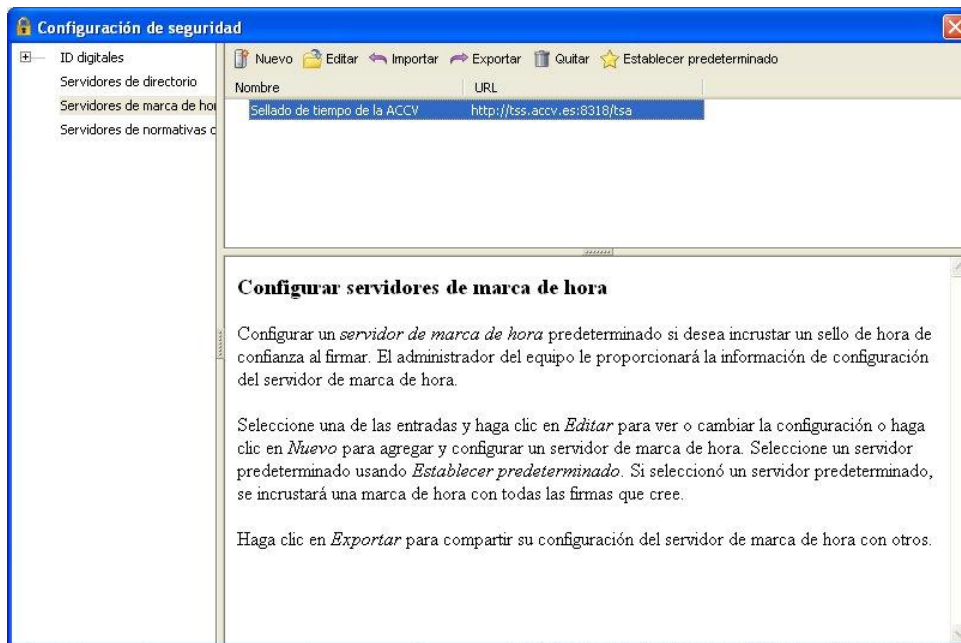 Configuración de seguridad
ID digitales
Servidores de directorio
Servidores de marca de hor
Servidores de normativas c
Nuevo Editar Importar Exportar Quitar Establecer predeterminado
Nombre URL
Sellado de tiempo de la ACCV http://tss.accv.es:8318/tsa
Configurar servidores de marca de hora
Configurar un servidor de marca de hora predeterminado si desea incrustar un sello de hora de
confianza al firmar. El administrador del equipo le proporcionará la información de configuración
del servidor de marca de hora.
Seleccione una de las entradas y haga clic en Editar para ver o cambiar la configuración o haga
clic en Nuevo para agregar y configurar un servidor de marca de hora. Seleccione un servidor
predeterminado usando Establecer predeterminado. Si seleccionó un servidor predeterminado,
se incrustará una marca de hora con todas las firmas que cree.
Haga clic en Exportar para compartir su configuración del servidor de marca de hora con otros.